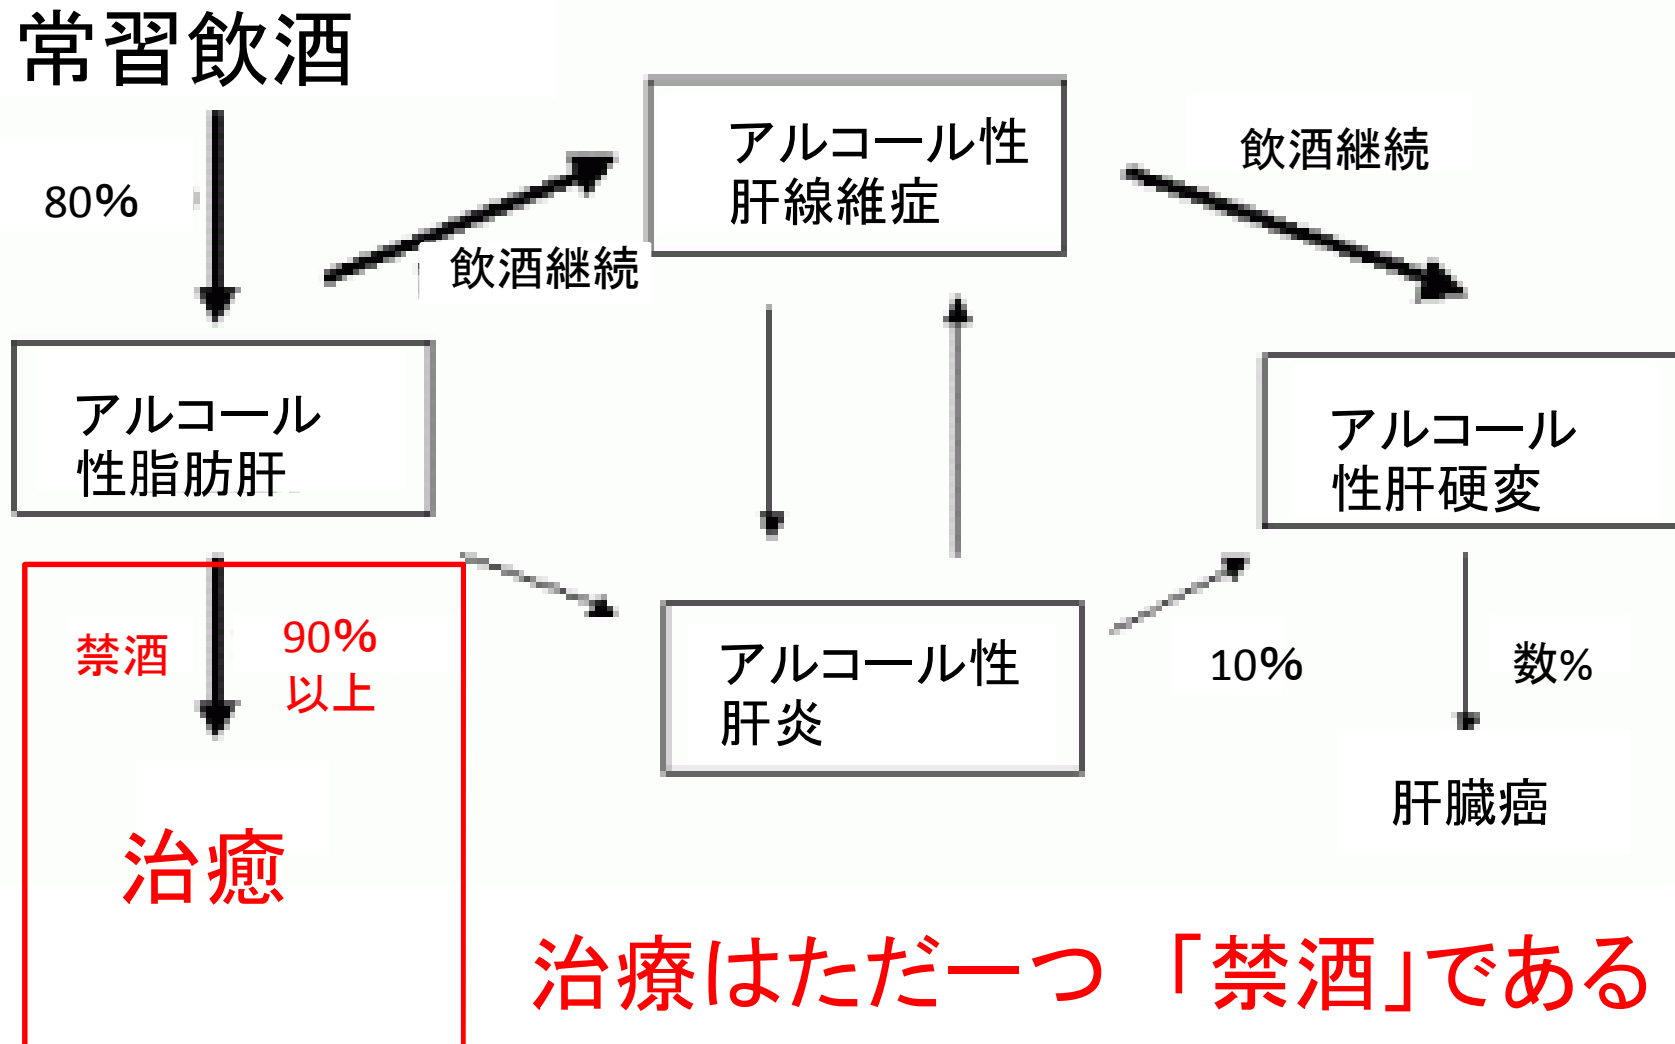 常習飲酒
80%
飲酒継続
アルコール性
肝線維症
飲酒継続
アルコール
性脂肪肝
アルコール
性肝硬変
禁酒
90%
以上
アルコール性
肝炎
10%
数%
肝臓癌
治癒
治療はただ一つ 「禁酒」である